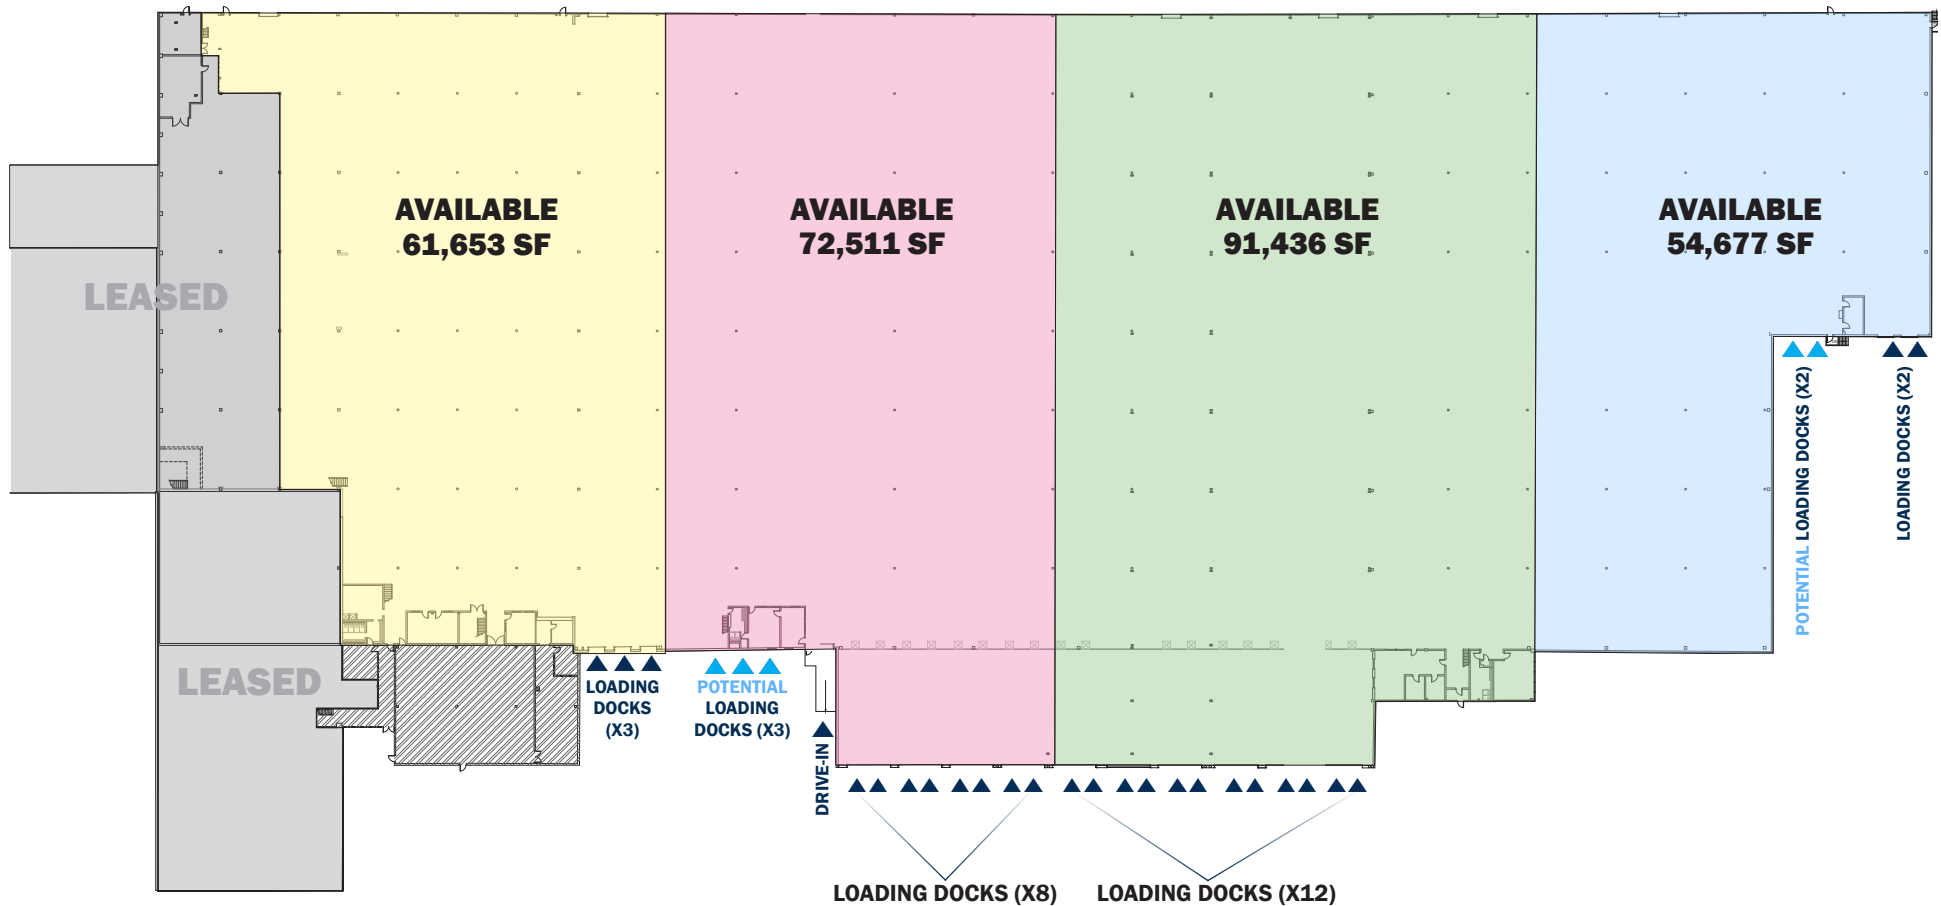 AVAILABLE
61,653 SF
AVAILABLE
72,511 SF
AVAILABLE
91,436 SF
AVAILABLE
54,677 SF
LEASED
LEASED
LOADING
DOCKS
(X3)
POTENTIAL
LOADING
DOCKS (X3)
DRIVE-IN
POTENTIAL LOADING DOCKS (X2)
LOADING DOCKS (X2)
LOADING DOCKS (X8)
LOADING DOCKS (X12)